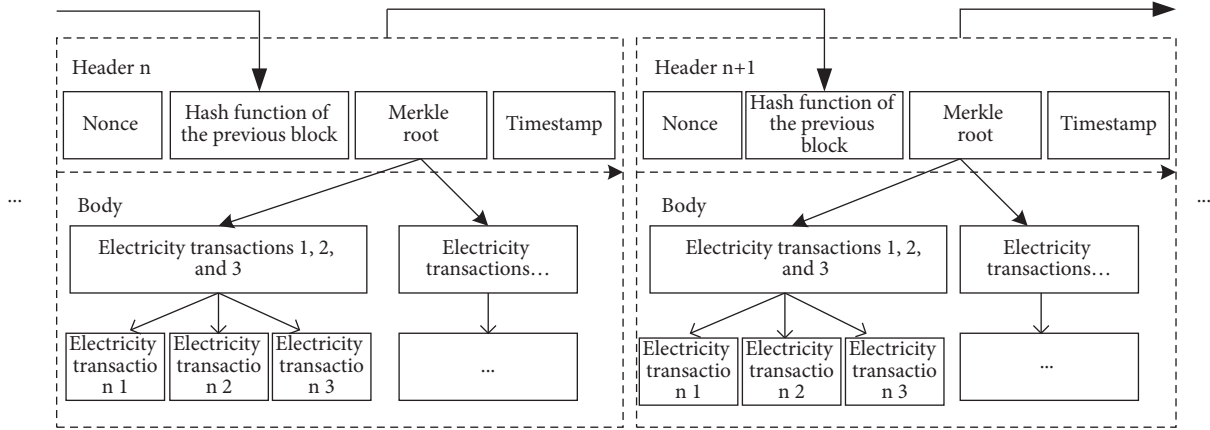 Header n
Nonce
Hash function of
the previous block
Merkle
root
Timestamp
...
Body
Electricity transactions 1, 2,
and 3
Electricity
transactions...
Electricity
transactio
n 1
Electricity
transactio
n 2
Electricity
transactio
n 3
...
Header n+1
Nonce
Hash function of
the previous
block
Merkle
root
Timestamp
Body
Electricity transactions 1, 2,
and 3
Electricity
transactions...
Electricity
transactio
n 1
Electricity
transactio
n 2
Electricity
transactio
n 3
...
...